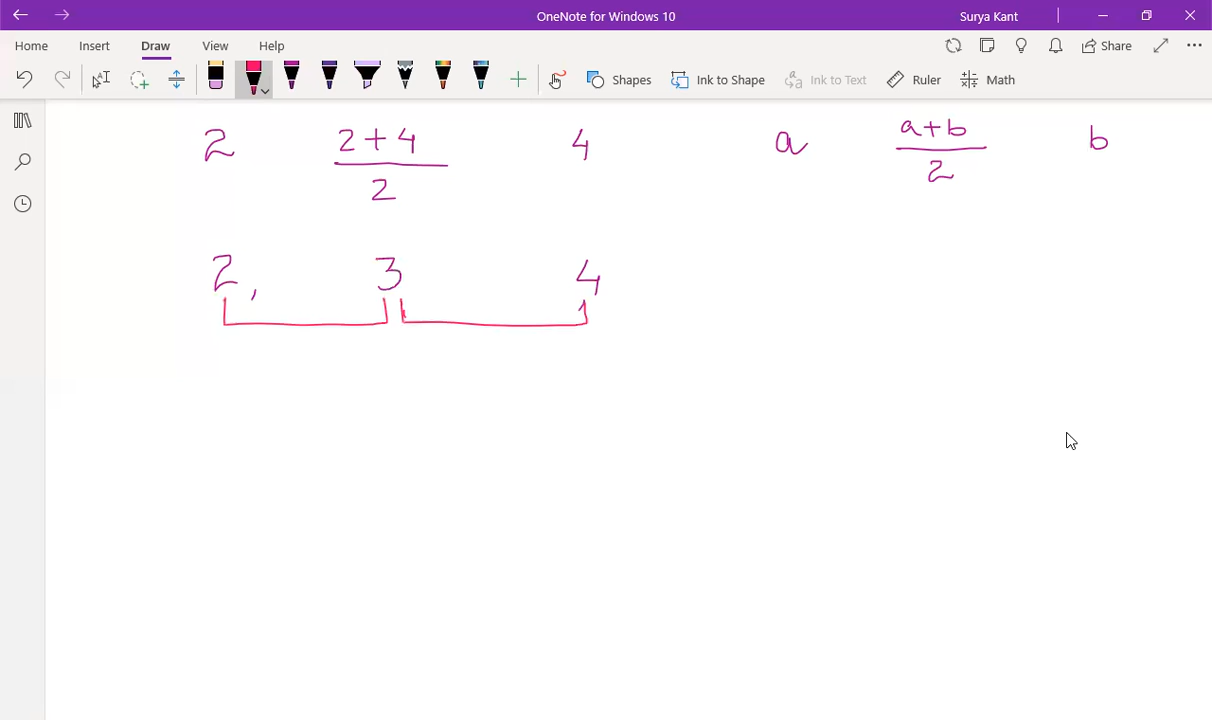 OneNote for Windows 10
Surya Kant
Home Insert Draw View Help
Share
Shapes Ink to Shape Ink to Text Ruler Math
2 (2+4)/2 4 a (a+b)/2 b
2, 3 4